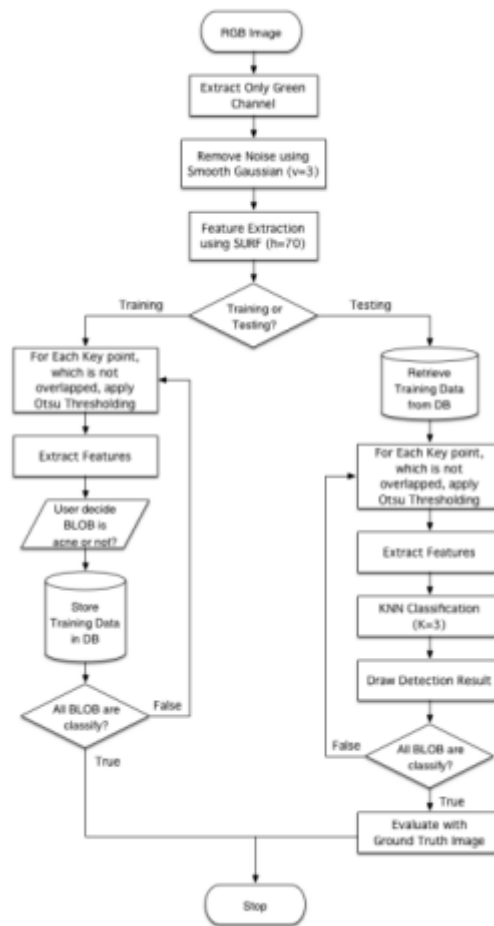 RGB Image
Extract Only Green
Channel
Remove Noise using
Smooth Gaussian (v=3)
Feature Extraction
using SURF (h=70)
Training
Training or
Testing?
Testing
For Each Key point,
which is not
overlapped, apply
Otsu Thresholding
Extract Features
User decide
BLOB is
acne or not?
Store
Training Data
in DB
All BLOB are
classify?
False
True
Retrieve
Training Data
from DB
For Each Key point,
which is not
overlapped, apply
Otsu Thresholding
Extract Features
KNN Classification
(K=3)
Draw Detection Result
All BLOB are
classify?
False
True
Evaluate with
Ground Truth Image
Stop